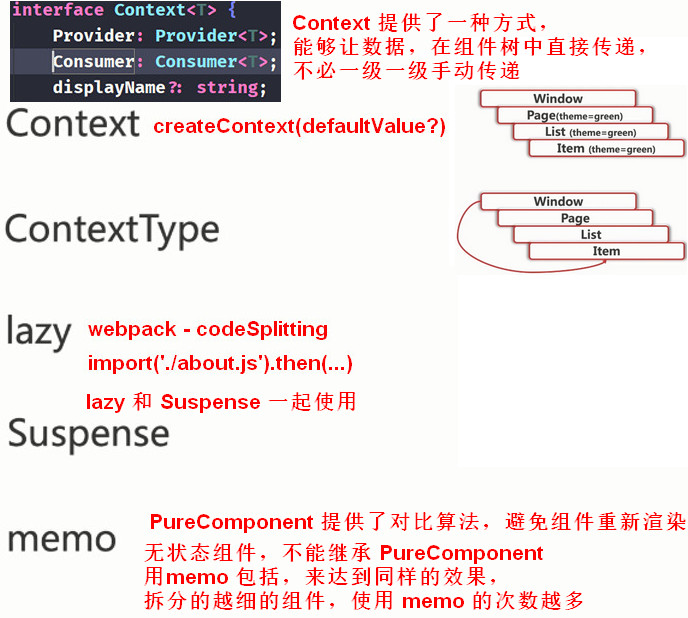 interface Context<T> {
Provider: Provider<T>;
Consumer: Consumer<T>;
displayName?: string;
Context 提供了一种方式，
能够让数据，在组件树中直接传递，
不必一级一级手动传递
Context createContext(defaultValue?)
Window
Page(theme=green)
List (theme=green)
Item (theme=green)
ContextType
Window
Page
List
Item
lazy webpack - codeSplitting
import('./about.js').then(...)
lazy 和 Suspense 一起使用
Suspense
memo PureComponent 提供了对比算法，避免组件重新渲染
无状态组件，不能继承 PureComponent
用memo 包括，来达到同样的效果，
拆分的越细的组件，使用 memo 的次数越多